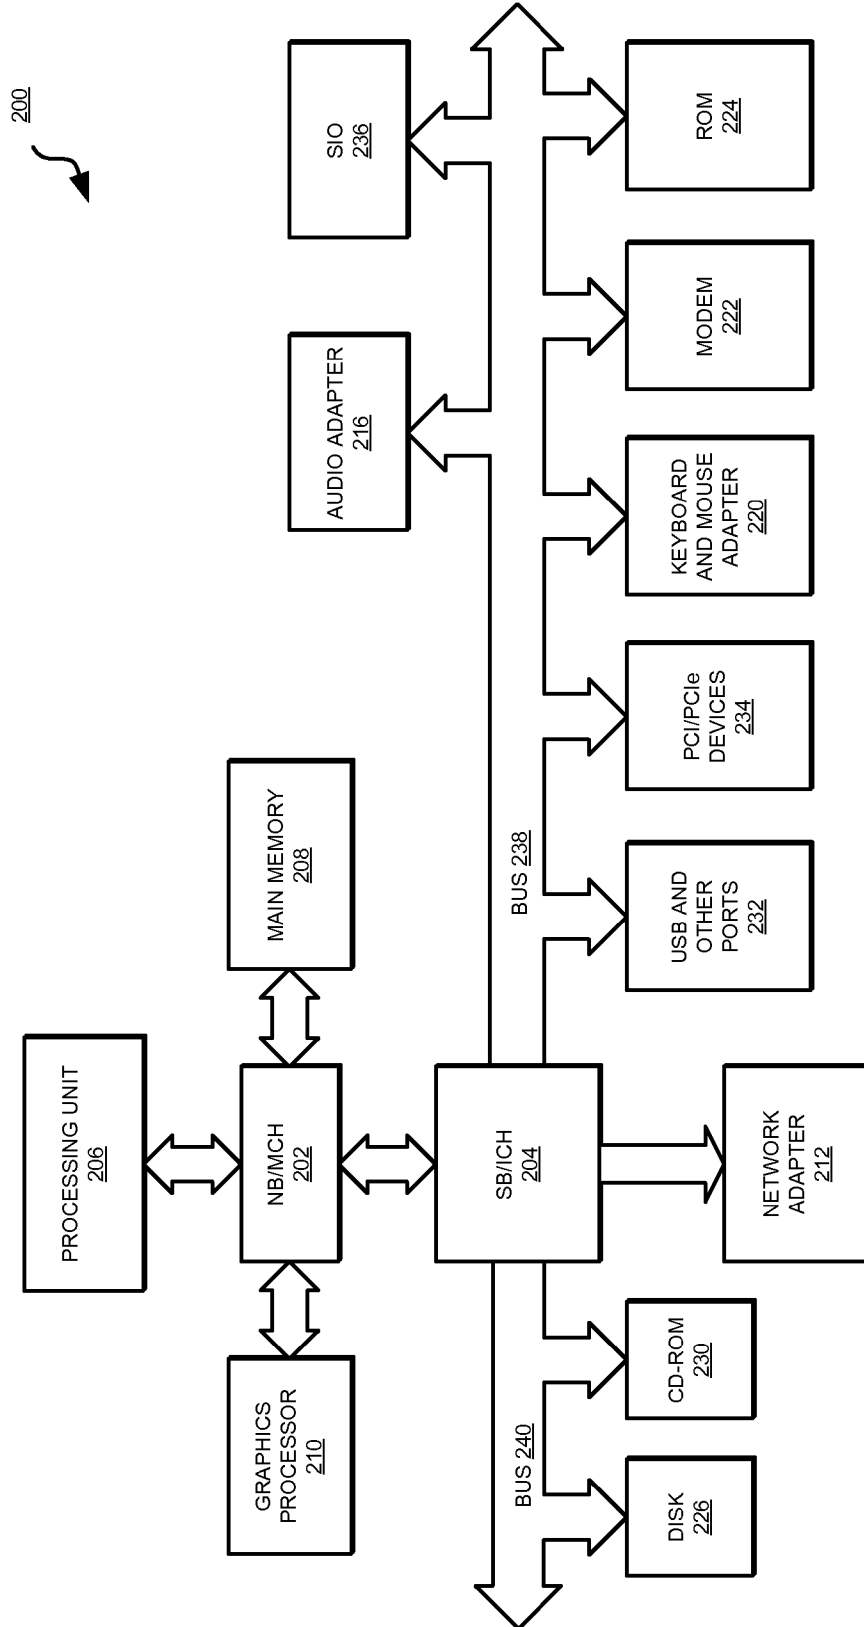 200
PROCESSING UNIT
206
GRAPHICS
PROCESSOR
210
NB/MCH
202
MAIN MEMORY
208
AUDIO ADAPTER
216
SIO
236
BUS 240
SB/ICH
204
BUS 238
DISK
226
CD-ROM
230
NETWORK
ADAPTER
212
USB AND
OTHER
PORTS
232
PCI/PCIe
DEVICES
234
KEYBOARD
AND MOUSE
ADAPTER
220
MODEM
222
ROM
224